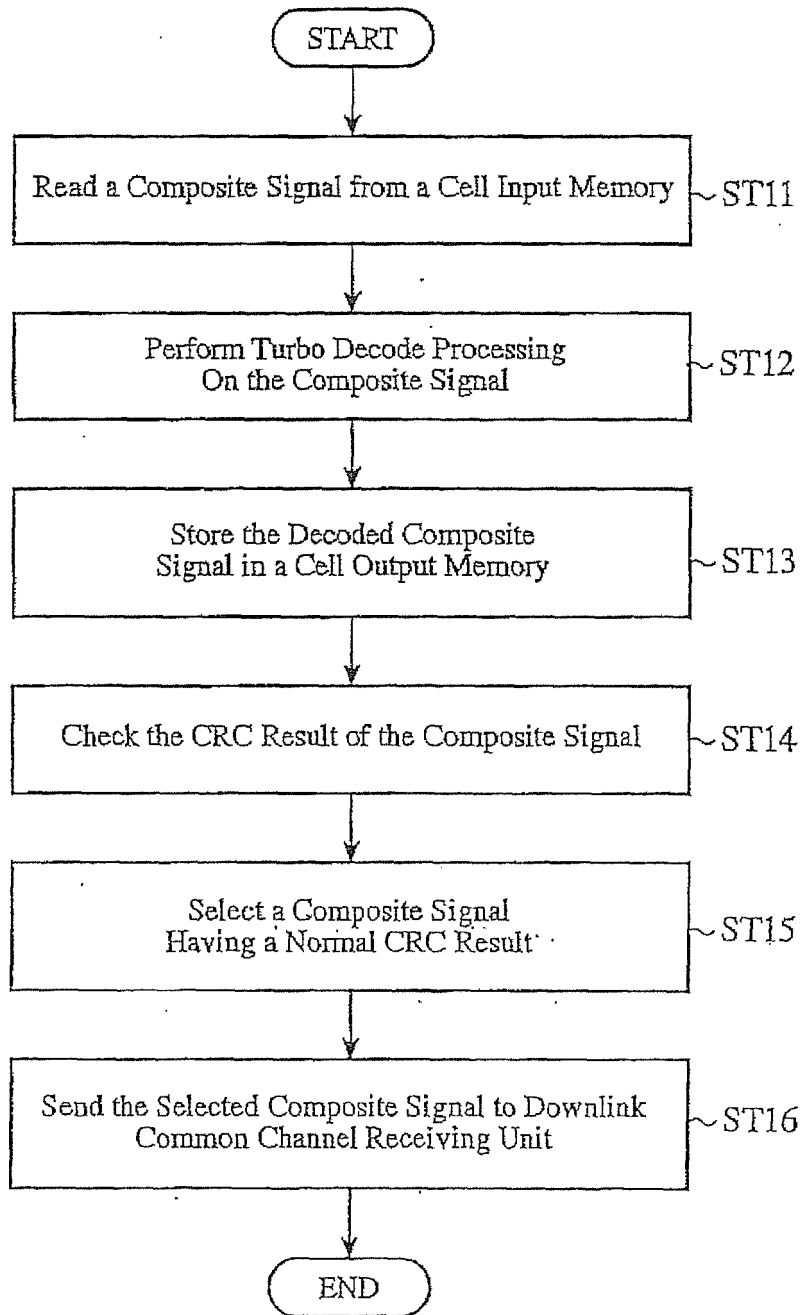 START
Read a Composite Signal from a Cell Input Memory
ST11
Perform Turbo Decode Processing
On the Composite Signal
ST12
Store the Decoded Composite
Signal in a Cell Output Memory
ST13
Check the CRC Result of the Composite Signal
ST14
Select a Composite Signal
Having a Normal CRC Result
ST15
Send the Selected Composite Signal to Downlink
Common Channel Receiving Unit
ST16
END